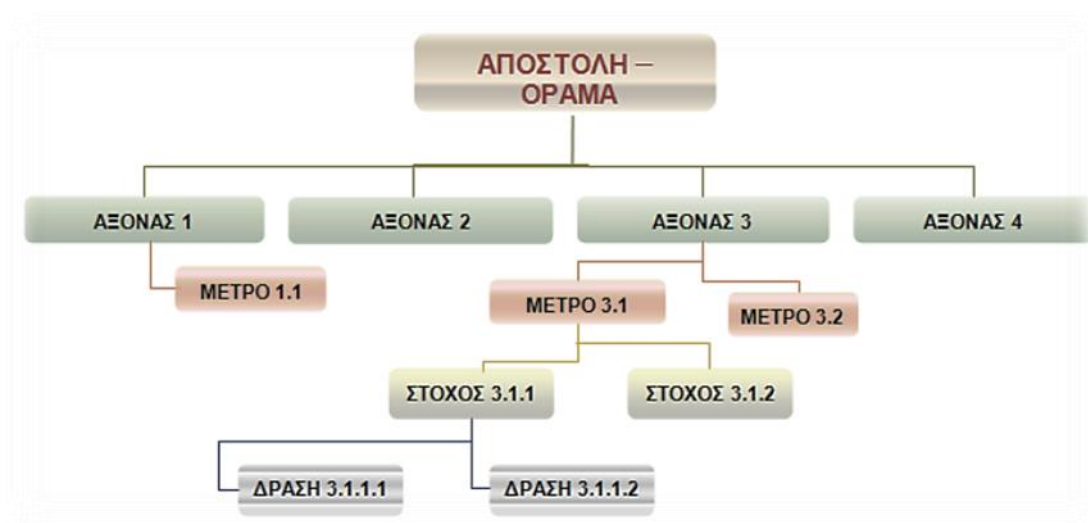 ΑΠΟΣΤΟΛΗ –
ΟΡΑΜΑ
ΑΞΟΝΑΣ 1
ΑΞΟΝΑΣ 2
ΑΞΟΝΑΣ 3
ΑΞΟΝΑΣ 4
ΜΕΤΡΟ 1.1
ΜΕΤΡΟ 3.1
ΜΕΤΡΟ 3.2
ΣΤΟΧΟΣ 3.1.1
ΣΤΟΧΟΣ 3.1.2
ΔΡΑΣΗ 3.1.1.1
ΔΡΑΣΗ 3.1.1.2